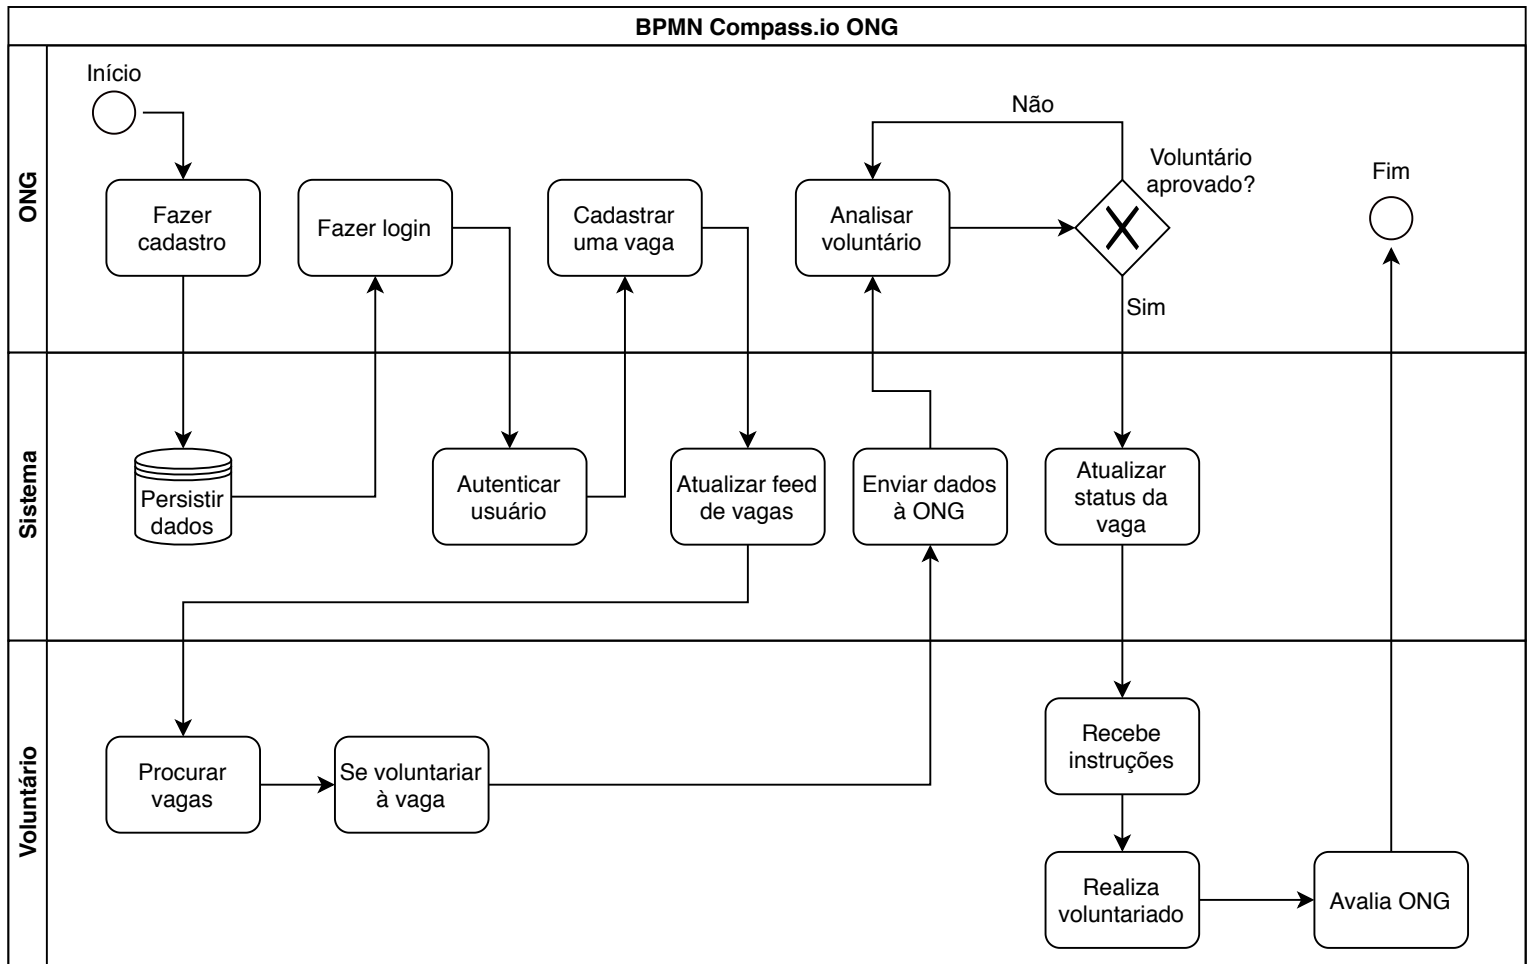 BPMN Compass.io ONG
ONG
Início
Fazer
cadastro
Fazer login
Cadastrar
uma vaga
Analisar
voluntário
Não
Voluntário
aprovado?
Sim
Fim
Sistema
Persistir
dados
Autenticar
usuário
Atualizar feed
de vagas
Enviar dados
à ONG
Atualizar
status da
vaga
Voluntário
Procurar
vagas
Se voluntariar
à vaga
Recebe
instruções
Realiza
voluntariado
Avalia ONG